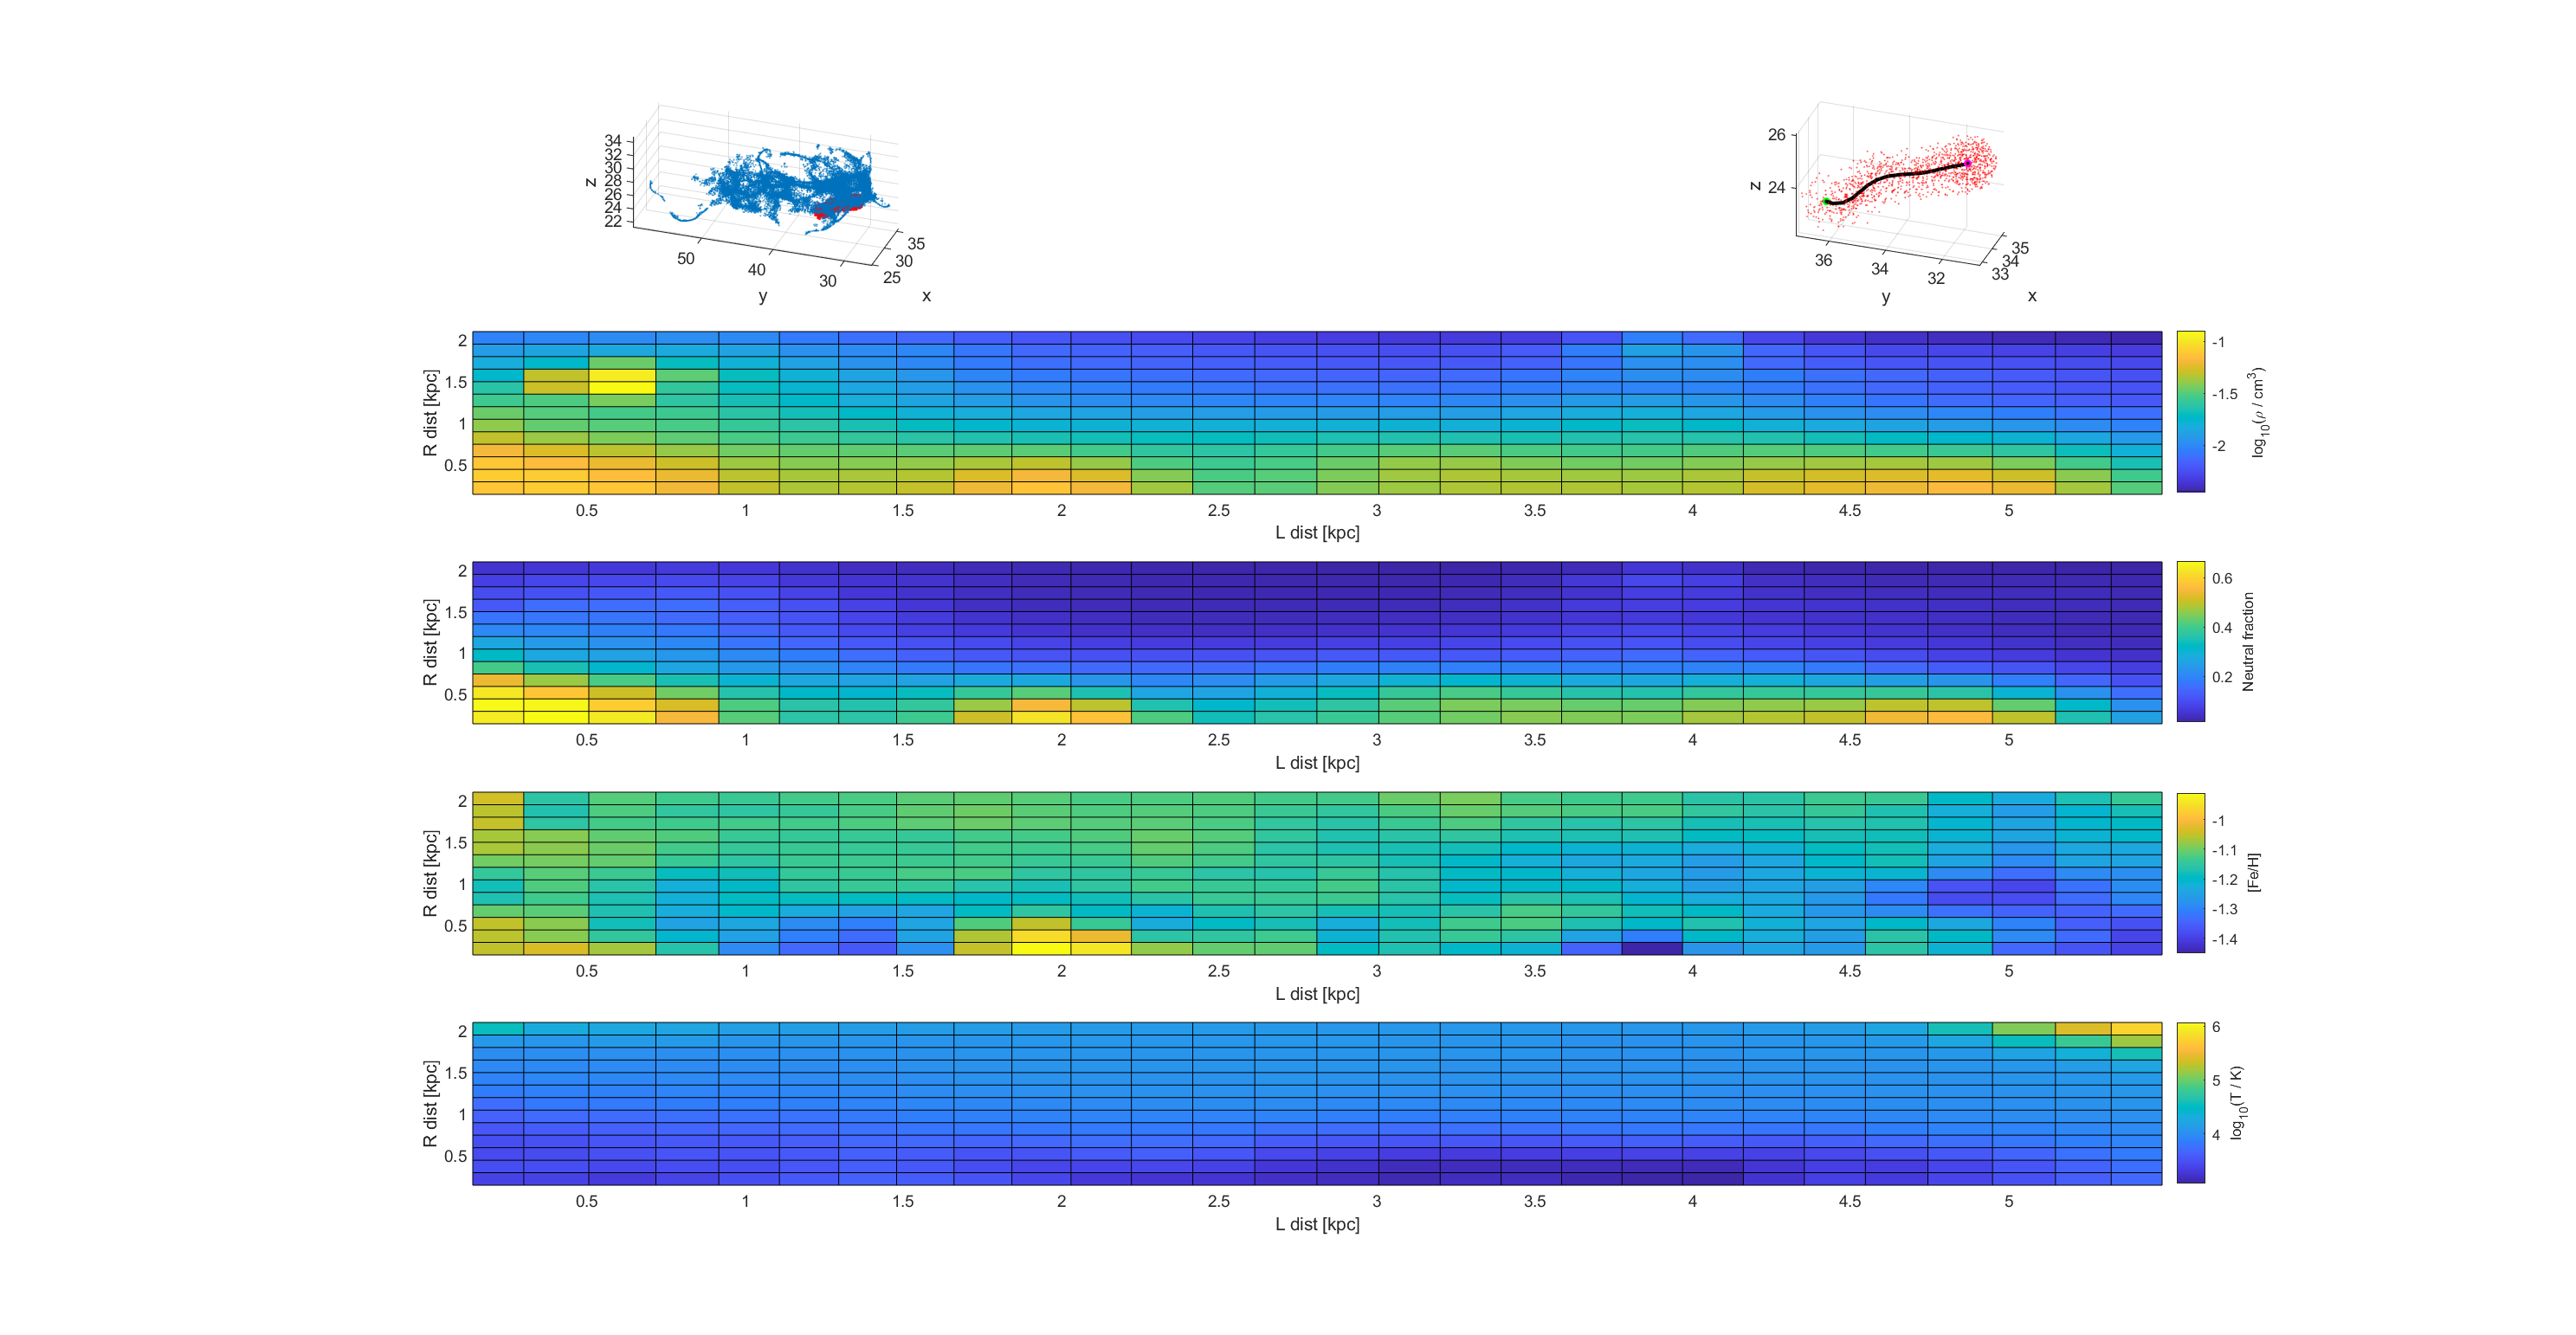 34
32
30
28
26
24
22
z
50
40
30
y
35
30
25
x
26
24
z
36
34
32
y
35
34
33
x
2
1.5
1
0.5
R dist [kpc]
0.5 1 1.5 2 2.5 3 3.5 4 4.5 5
L dist [kpc]
-1
-1.5
-2
log10(ρ / cm3)
2
1.5
1
0.5
R dist [kpc]
0.5 1 1.5 2 2.5 3 3.5 4 4.5 5
L dist [kpc]
0.6
0.4
0.2
Neutral fraction
2
1.5
1
0.5
R dist [kpc]
0.5 1 1.5 2 2.5 3 3.5 4 4.5 5
L dist [kpc]
-1
-1.1
-1.2
-1.3
-1.4
[Fe/H]
2
1.5
1
0.5
R dist [kpc]
0.5 1 1.5 2 2.5 3 3.5 4 4.5 5
L dist [kpc]
6
5
4
log10(T / K)